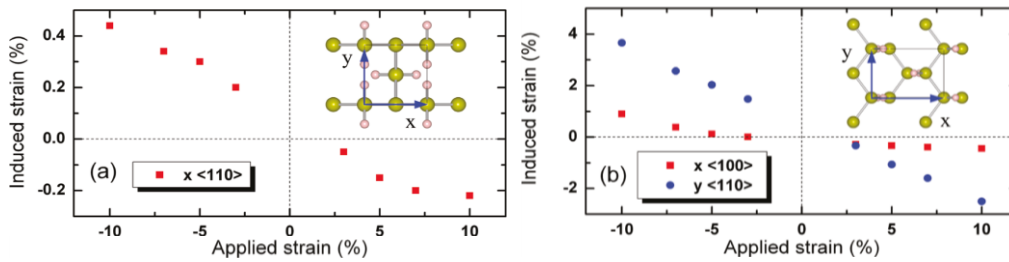 0.4
0.2
0.0
-0.2
Induced strain (%)
-10
-5
0
5
10
Applied strain (%)
(a)
x <110>
y
x
4
2
0
-2
Induced strain (%)
-10
-5
0
5
10
Applied strain (%)
(b)
x <100>
y <110>
y
x